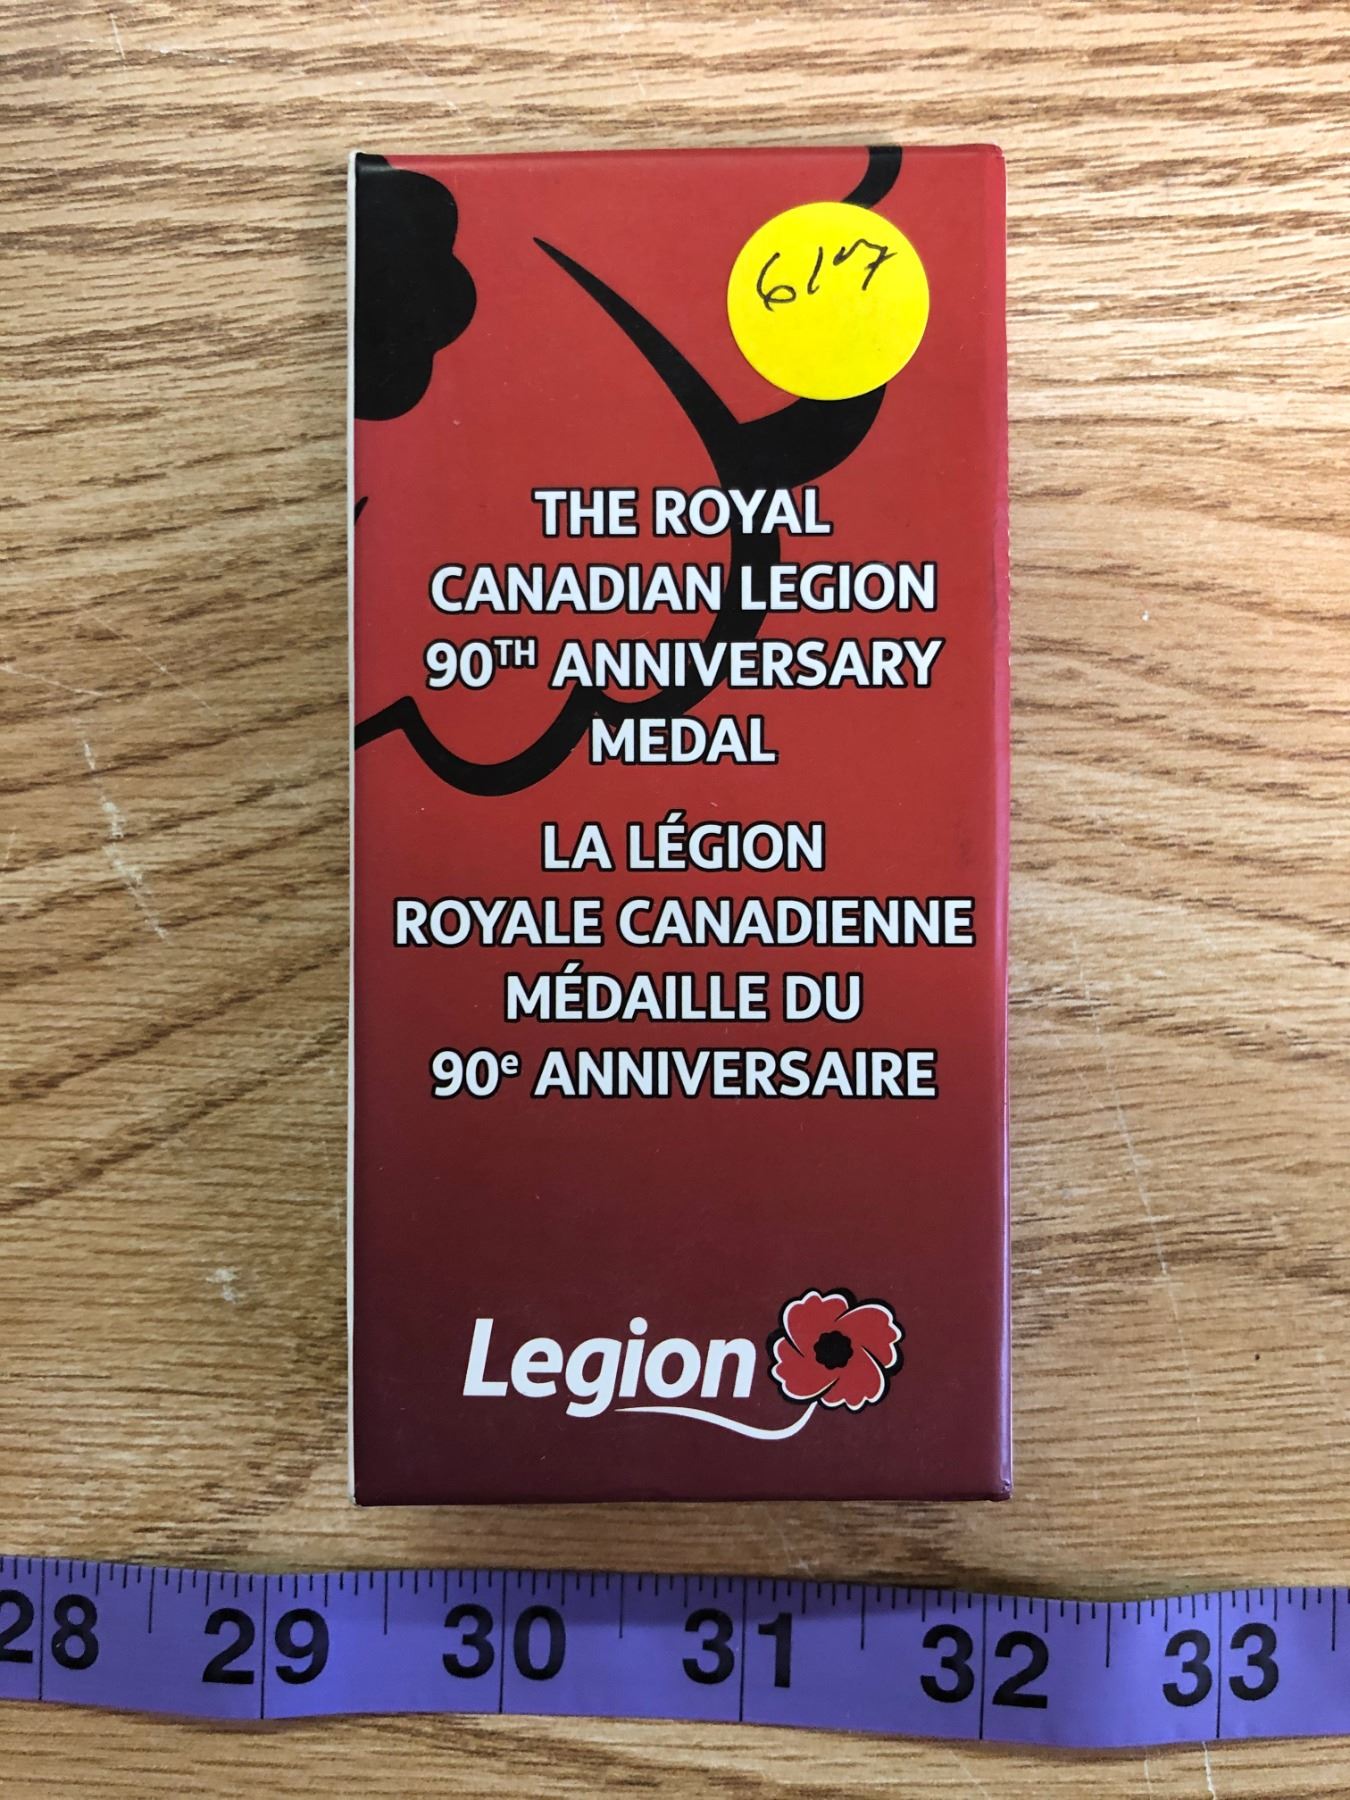 THE ROYAL
CANADIAN LEGION
90TH ANNIVERSARY
MEDAL
LA LÉGION
ROYALE CANADIENNE
MÉDAILLE DU
90e ANNIVERSAIRE
Legion
28 29 30 31 32 33